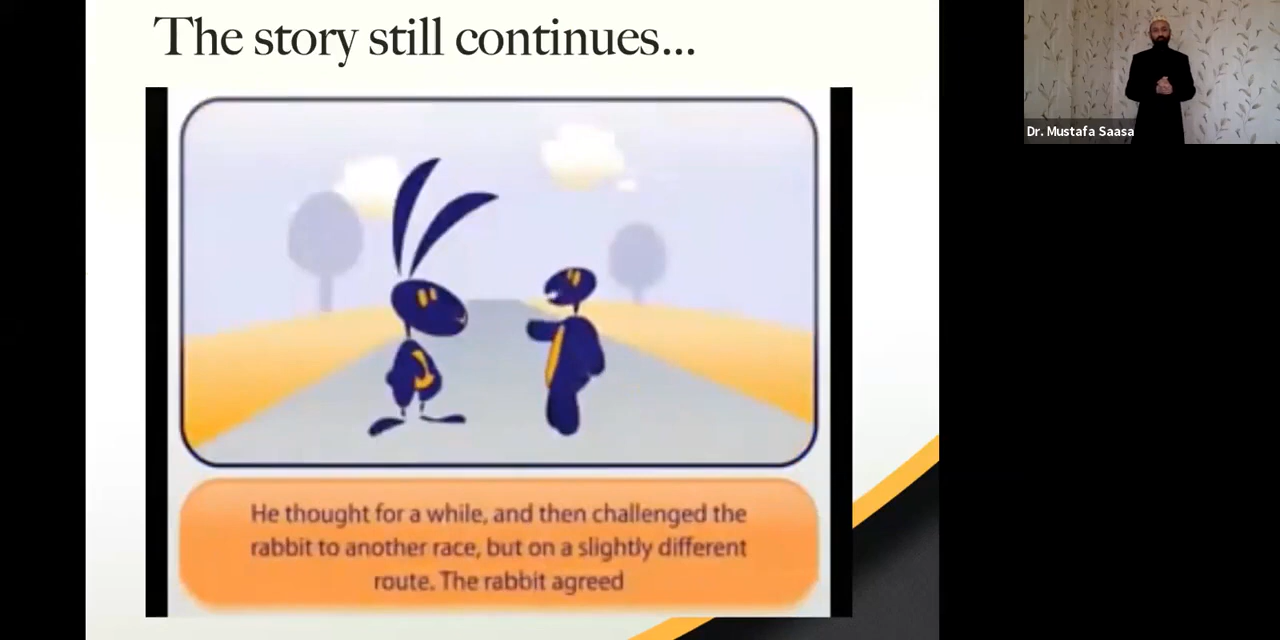 The story still continues...
Dr. Mustafa Saasa
He thought for a while, and then challenged the
rabbit to another race, but on a slightly different
route. The rabbit agreed